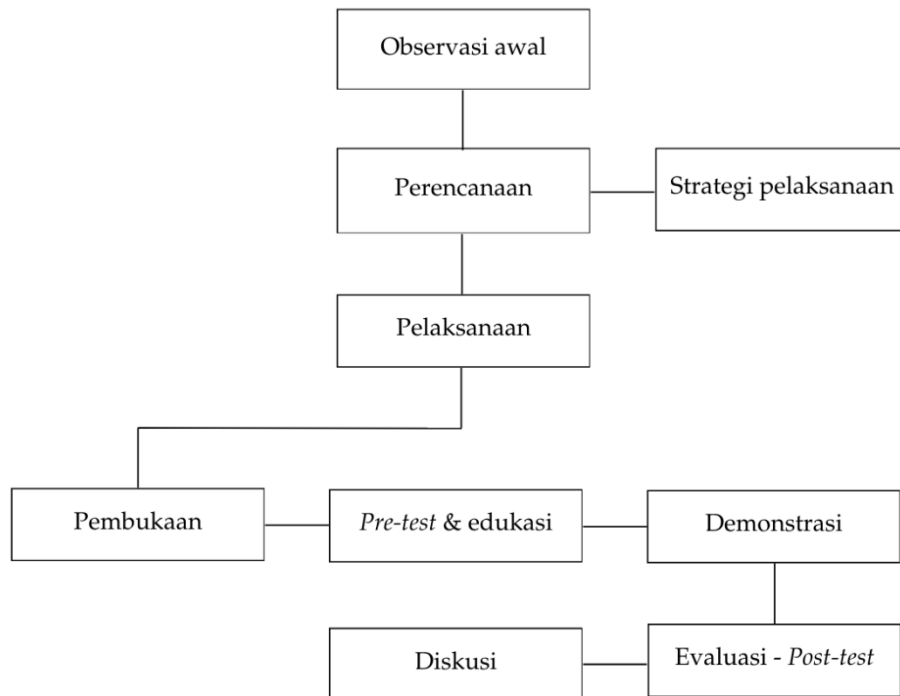 Observasi awal
Perencanaan
Strategi pelaksanaan
Pelaksanaan
Pembukaan
Pre-test & edukasi
Demonstrasi
Evaluasi - Post-test
Diskusi